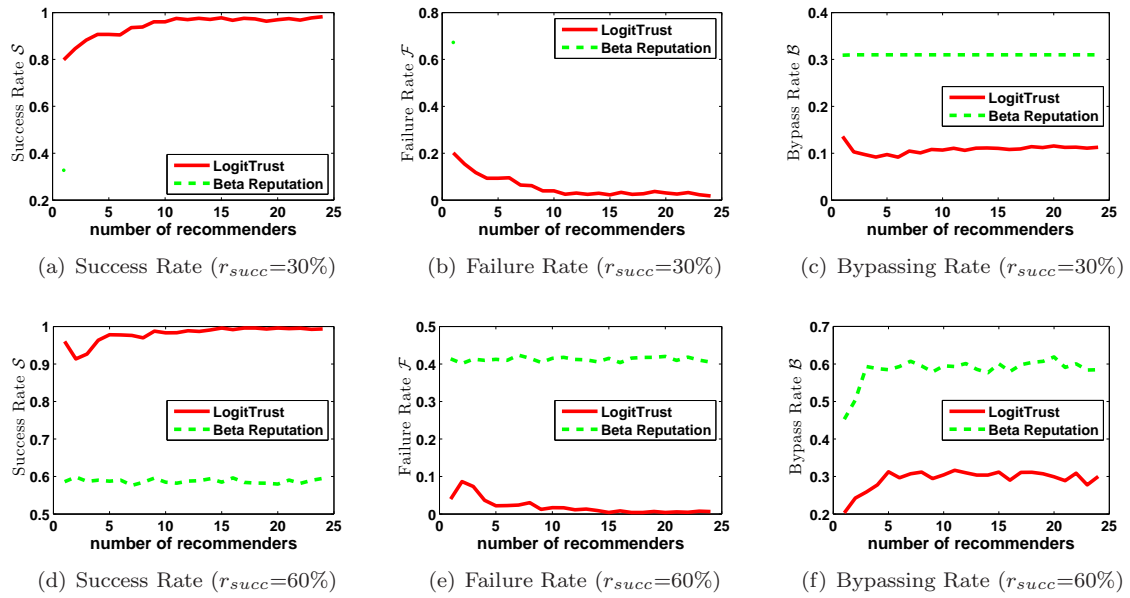 1
0.8
0.6
0.4
0.2
0 5 10 15 20 25
Success Rate S
number of recommenders
LogitTrust
Beta Reputation
(a) Success Rate (r_succ=30%)
0.8
0.6
0.4
0.2
0
0 5 10 15 20 25
Failure Rate F
number of recommenders
LogitTrust
Beta Reputation
(b) Failure Rate (r_succ=30%)
0.4
0.3
0.2
0.1
0
0 5 10 15 20 25
Bypass Rate B
number of recommenders
LogitTrust
Beta Reputation
(c) Bypassing Rate (r_succ=30%)
1
0.9
0.8
0.7
0.6
0.5
0 5 10 15 20 25
Success Rate S
number of recommenders
LogitTrust
Beta Reputation
(d) Success Rate (r_succ=60%)
0.5
0.4
0.3
0.2
0.1
0
0 5 10 15 20 25
Failure Rate F
number of recommenders
LogitTrust
Beta Reputation
(e) Failure Rate (r_succ=60%)
0.7
0.6
0.5
0.4
0.3
0.2
0 5 10 15 20 25
Bypass Rate B
number of recommenders
LogitTrust
Beta Reputation
(f) Bypassing Rate (r_succ=60%)